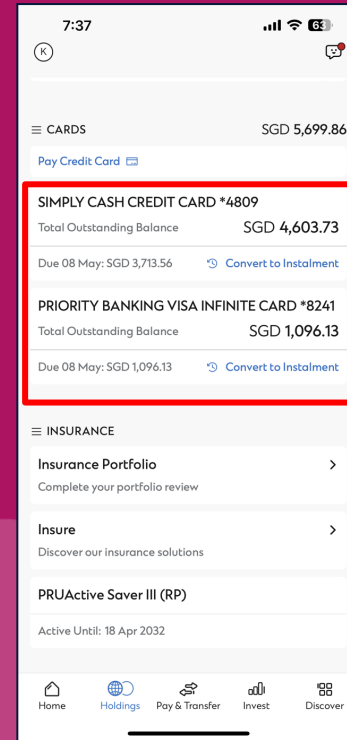 7:37
63
K
≡ CARDS SGD 5,699.86
Pay Credit Card
SIMPLY CASH CREDIT CARD *4809
Total Outstanding Balance SGD 4,603.73
Due 08 May: SGD 3,713.56 Convert to Instalment
PRIORITY BANKING VISA INFINITE CARD *8241
Total Outstanding Balance SGD 1,096.13
Due 08 May: SGD 1,096.13 Convert to Instalment
≡ INSURANCE
Insurance Portfolio
Complete your portfolio review
Insure
Discover our insurance solutions
PRUActive Saver III (RP)
Active Until: 18 Apr 2032
Home Holdings Pay & Transfer Invest Discover